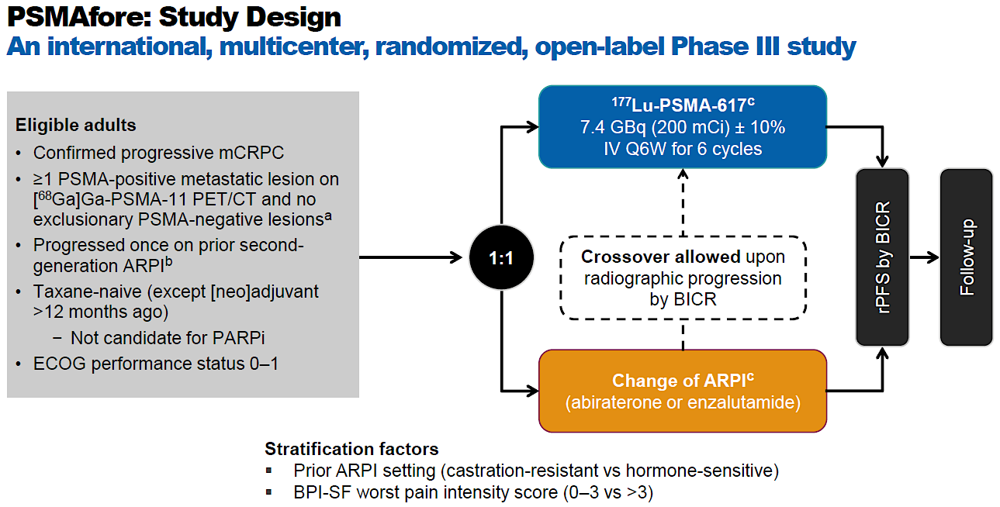 PSMAfore: Study Design
An international, multicenter, randomized, open-label Phase III study
Eligible adults
• Confirmed progressive mCRPC
• ≥1 PSMA-positive metastatic lesion on
[⁶⁸Ga]Ga-PSMA-11 PET/CT and no
exclusionary PSMA-negative lesionsᵃ
• Progressed once on prior second-
generation ARPIᵇ
• Taxane-naive (except [neo]adjuvant
>12 months ago)
− Not candidate for PARPi
• ECOG performance status 0–1
1:1
¹⁷⁷Lu-PSMA-617ᶜ
7.4 GBq (200 mCi) ± 10%
IV Q6W for 6 cycles
Crossover allowed upon
radiographic progression
by BICR
Change of ARPIᶜ
(abiraterone or enzalutamide)
rPFS by BICR
Follow-up
Stratification factors
▪ Prior ARPI setting (castration-resistant vs hormone-sensitive)
▪ BPI-SF worst pain intensity score (0–3 vs >3)